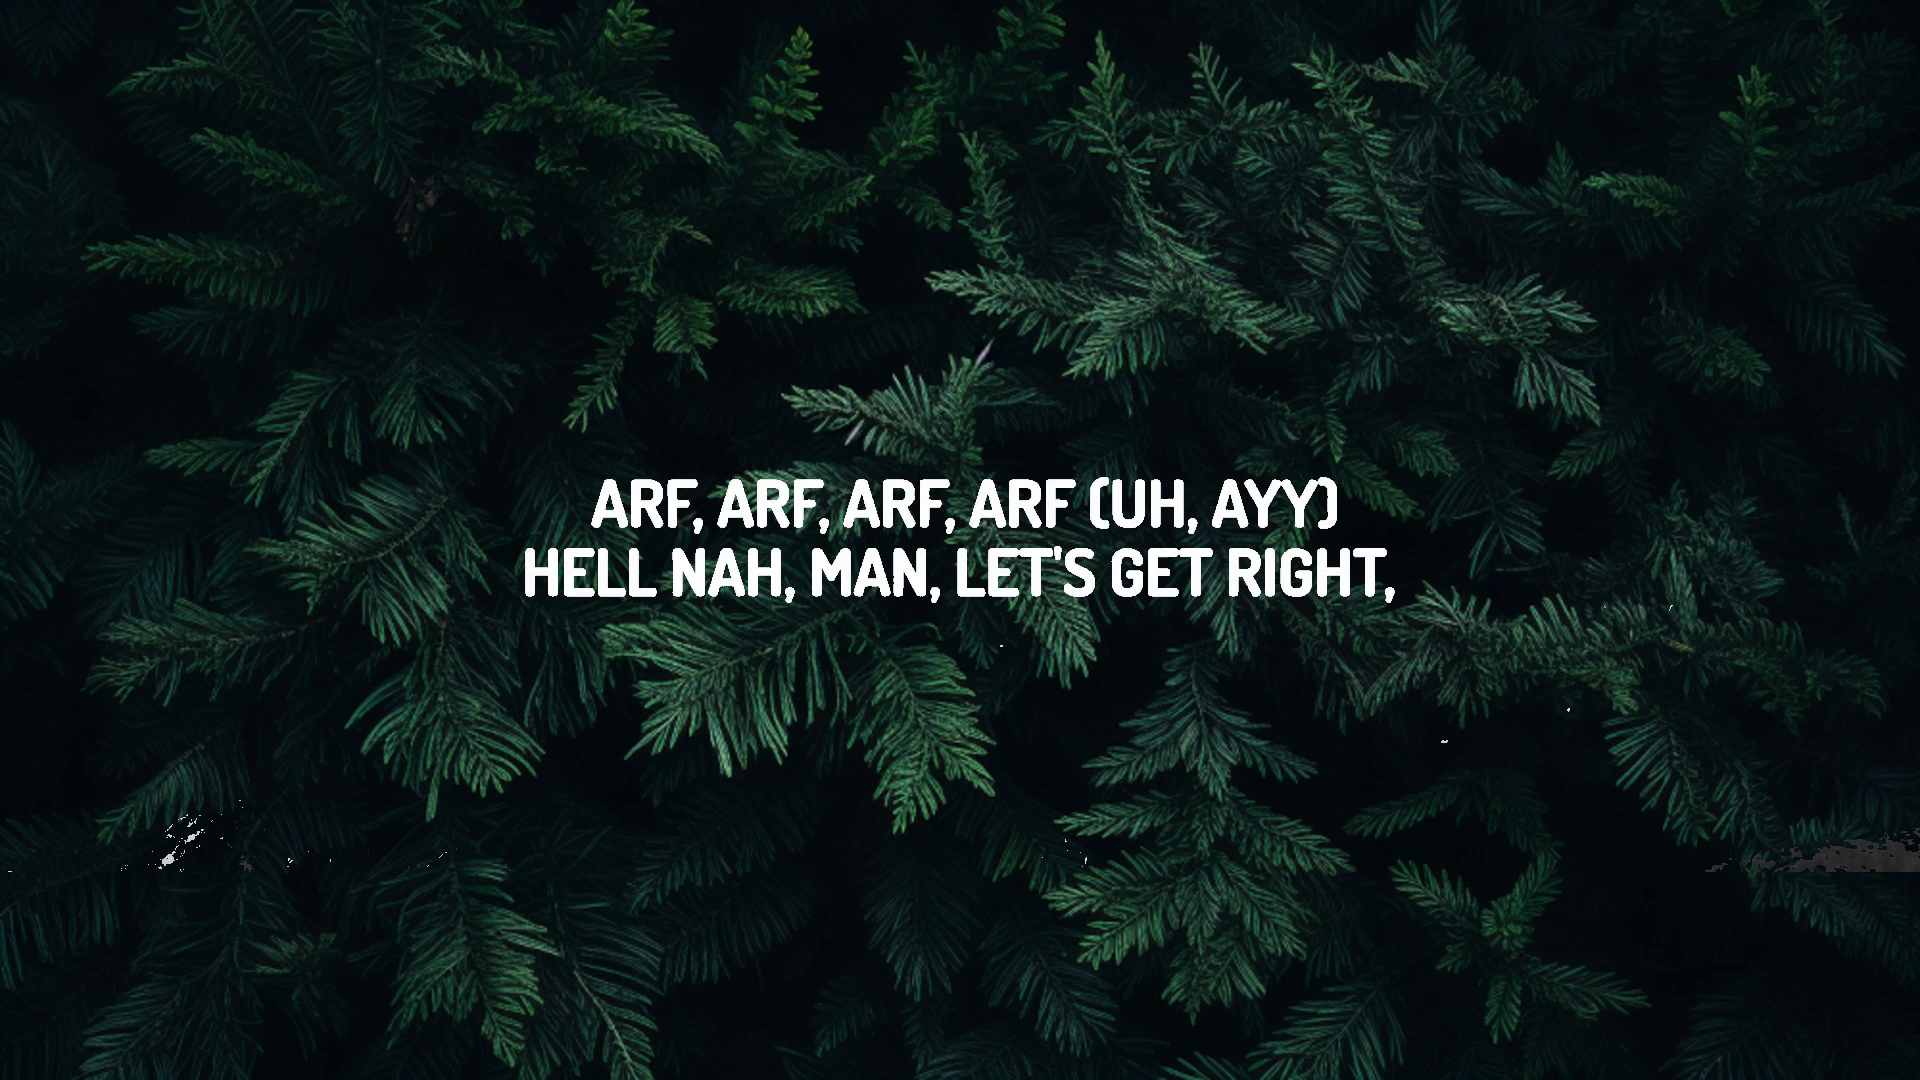 ARF, ARF, ARF, ARF (UH, AYY)
HELL NAH, MAN, LET'S GET RIGHT,